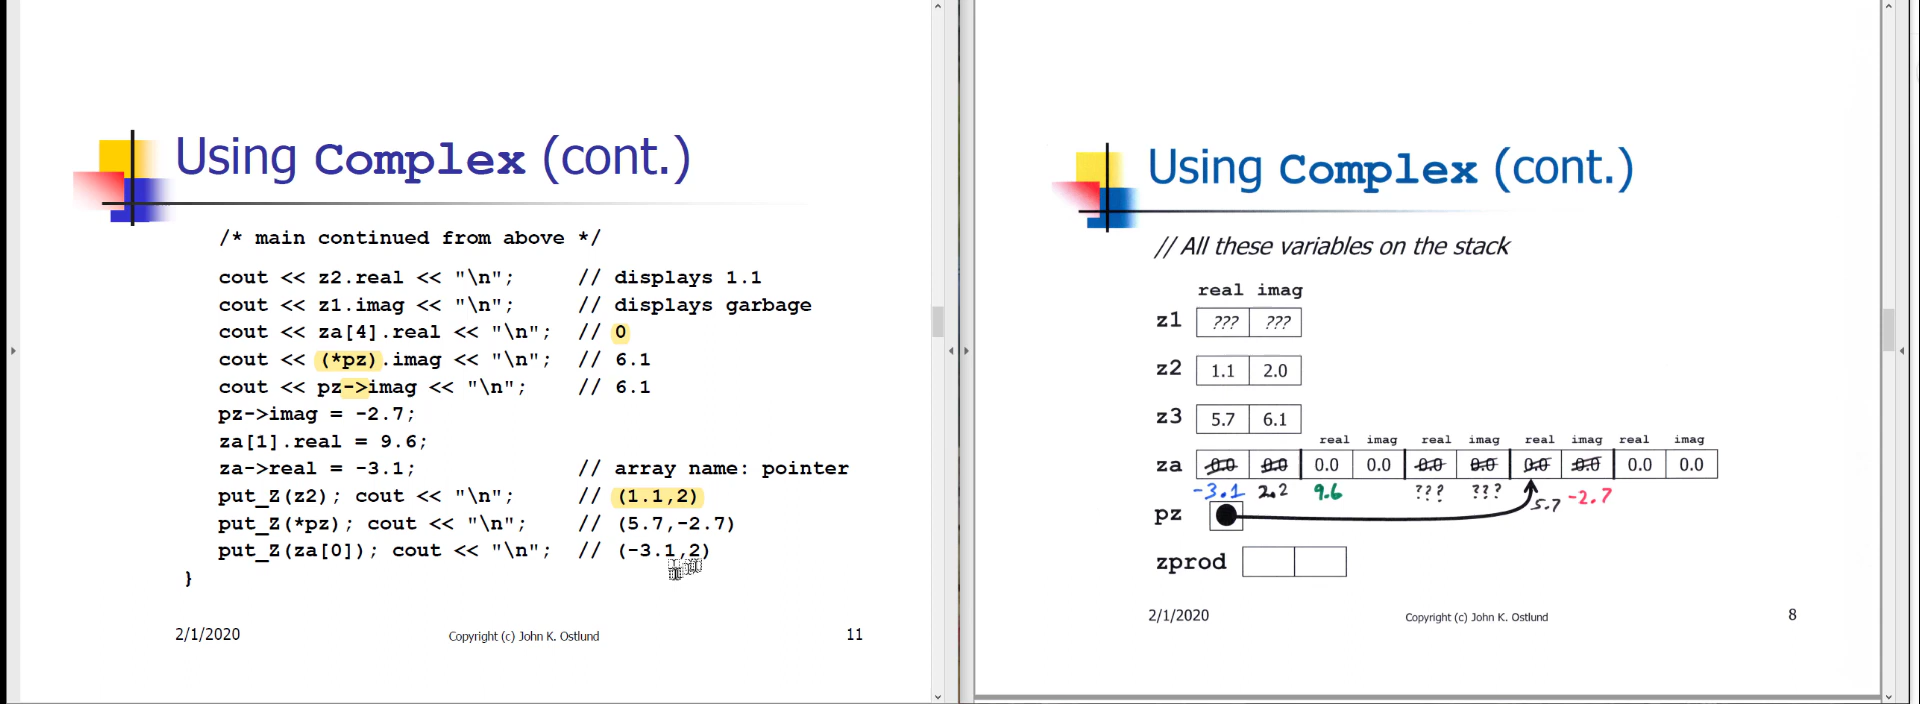 Using Complex (cont.)
/* main continued from above */
cout << z2.real << "\n"; // displays 1.1
cout << z1.imag << "\n"; // displays garbage
cout << za[4].real << "\n"; // 0
cout << (*pz).imag << "\n"; // 6.1
cout << pz->imag << "\n"; // 6.1
pz->imag = -2.7;
za[1].real = 9.6;
za->real = -3.1; // array name: pointer
put_Z(z2); cout << "\n"; // (1.1,2)
put_Z(*pz); cout << "\n"; // (5.7,-2.7)
put_Z(za[0]); cout << "\n"; // (-3.1,2)
}
2/1/2020 Copyright (c) John K. Ostlund 11
Using Complex (cont.)
// All these variables on the stack
real imag
z1 ??? ???
z2 1.1 2.0
z3 5.7 6.1
real imag real imag real imag real imag
za 0.0 0.0 0.0 0.0 0.0 0.0 0.0 0.0 0.0 0.0
-3.1 2.2 9.6 ??? ??? 5.7 -2.7
pz
zprod
2/1/2020 Copyright (c) John K. Ostlund 8